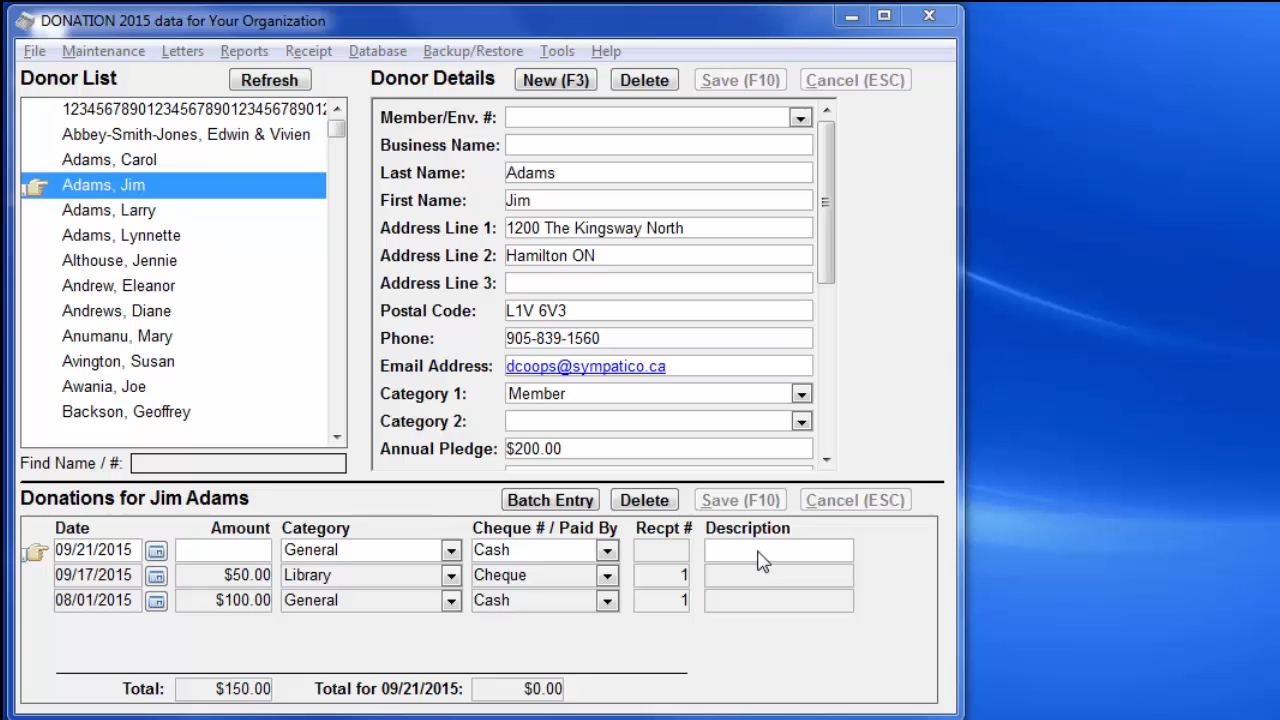 DONATION 2015 data for Your Organization
File Maintenance Letters Reports Receipt Database Backup/Restore Tools Help
Donor List Refresh
12345678901234567890123456789012
Abbey-Smith-Jones, Edwin & Vivien
Adams, Carol
Adams, Jim
Adams, Larry
Adams, Lynnette
Althouse, Jennie
Andrew, Eleanor
Andrews, Diane
Anumanu, Mary
Avington, Susan
Awania, Joe
Backson, Geoffrey
Find Name / #:
Donor Details New (F3) Delete Save (F10) Cancel (ESC)
Member/Env. #:
Business Name:
Last Name: Adams
First Name: Jim
Address Line 1: 1200 The Kingsway North
Address Line 2: Hamilton ON
Address Line 3:
Postal Code: L1V 6V3
Phone: 905-839-1560
Email Address: dcoops@sympatico.ca
Category 1: Member
Category 2:
Annual Pledge: $200.00
Donations for Jim Adams Batch Entry Delete Save (F10) Cancel (ESC)
Date Amount Category Cheque # / Paid By Recpt # Description
09/21/2015 General Cash
09/17/2015 $50.00 Library Cheque 1
08/01/2015 $100.00 General Cash 1
Total: $150.00 Total for 09/21/2015: $0.00